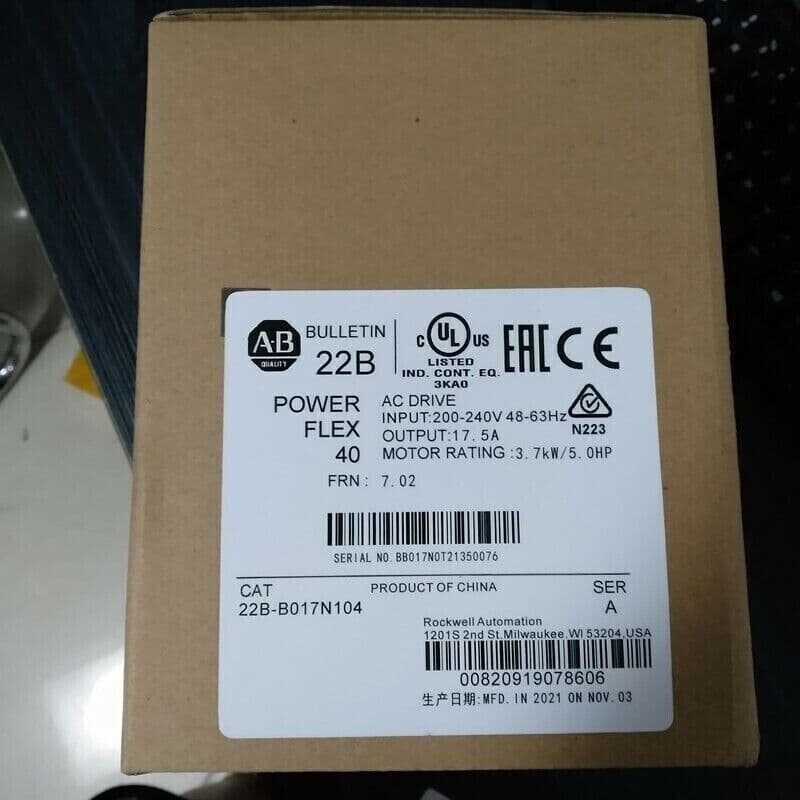 A-B
QUALITY
BULLETIN
22B
C UL US
LISTED
IND. CONT. EQ.
3KA0
EAC CE
POWER
FLEX
40
AC DRIVE
INPUT:200-240V 48-63Hz
OUTPUT:17.5A
MOTOR RATING :3.7kW/5.0HP
N223
FRN : 7.02
SERIAL NO.BB017N0T21350076
CAT
22B-B017N104
PRODUCT OF CHINA
SER
A
Rockwell Automation
1201S 2nd St,Milwaukee,WI 53204,USA
00820919078606
生产日期:MFD. IN 2021 ON NOV. 03